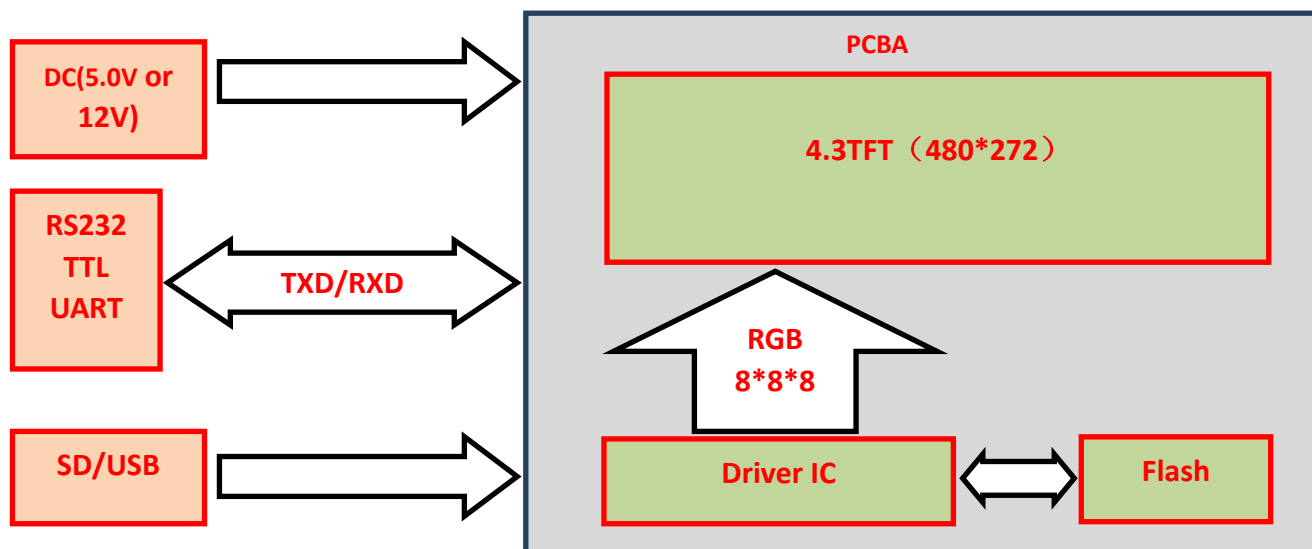 PCBA
DC(5.0V or
12V)
4.3TFT（480*272）
RS232
TTL
UART
TXD/RXD
RGB
8*8*8
SD/USB
Driver IC
Flash